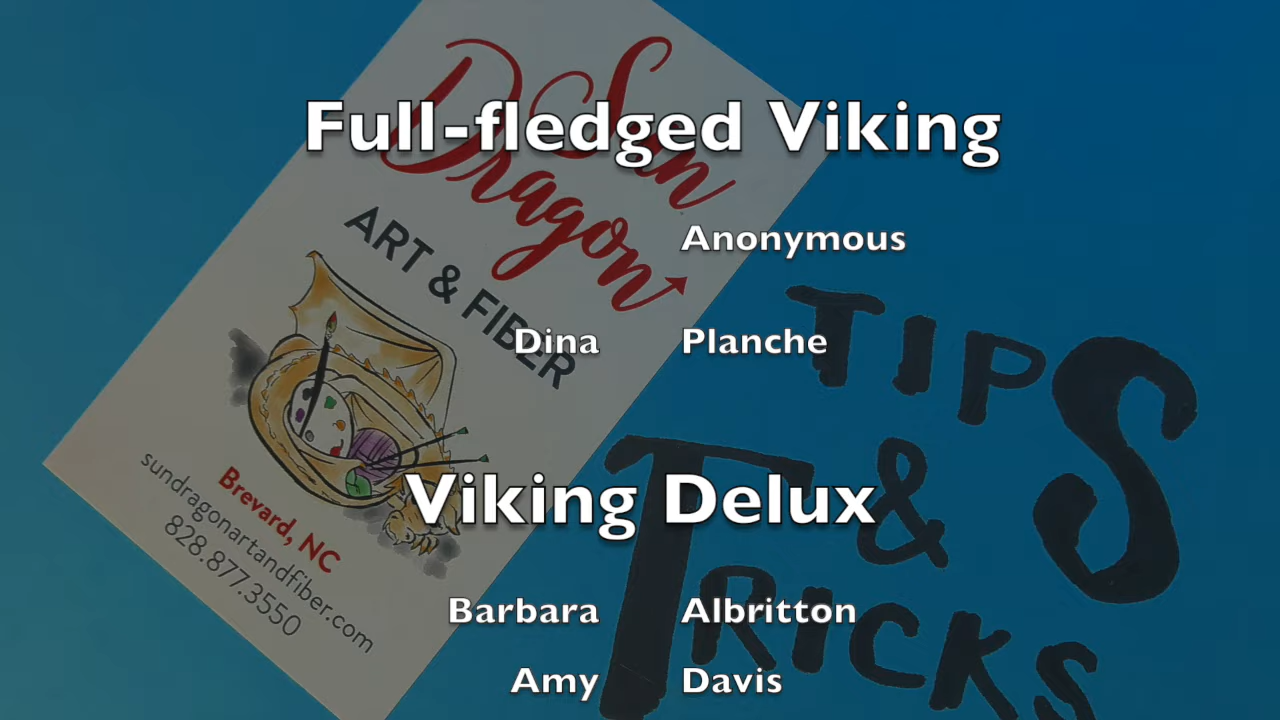 Full-fledged Viking
Anonymous
Dina Planche
Viking Delux
Barbara Albritton
Amy Davis
Sun
Dragon
ART & FIBER
Brevard, NC
sundragonartandfiber.com
828.877.3550
TIPS
&
TRICKS